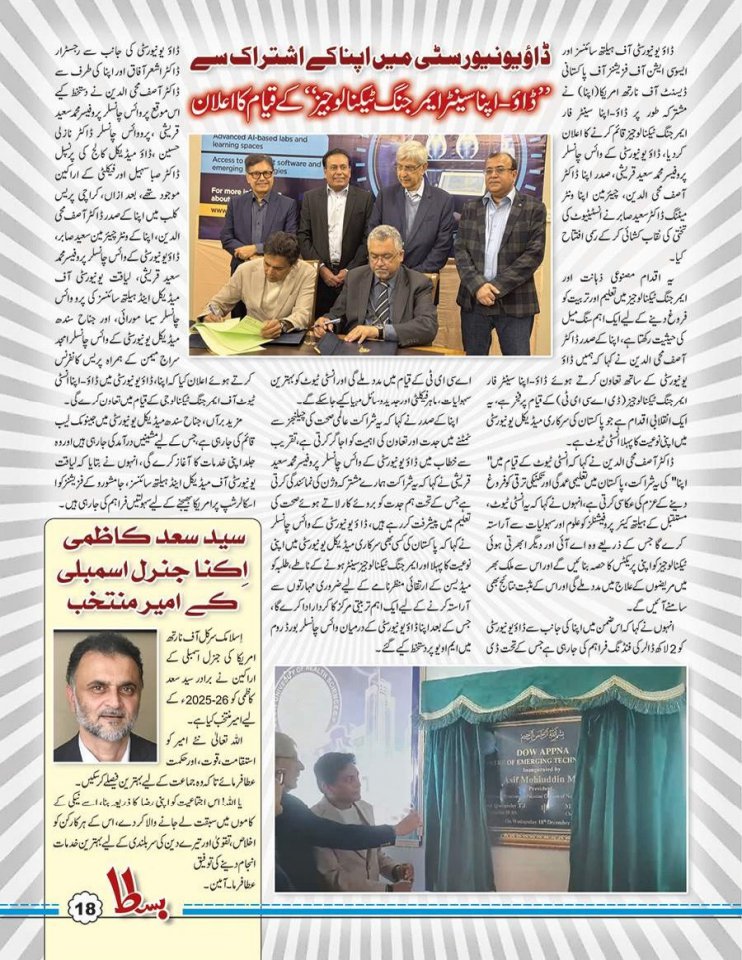 ڈاؤ یونیورسٹی میں اپنا کے اشتراک سے
”ڈاؤ-اپنا سینٹر ایمرجنگ ٹیکنالوجیز“ کے قیام کا اعلان
ڈاؤ یونیورسٹی آف ہیلتھ سائنسز اور
ایسوسی ایشن آف فزیشنز آف پاکستانی
ڈیسنٹ آف نارتھ امریکا (اپنا) نے
مشترکہ طور پر ڈاؤ-اپنا سینٹر فار
ایمرجنگ ٹیکنالوجیز قائم کرنے کا اعلان
کردیا، ڈاؤ یونیورسٹی کے وائس چانسلر
پروفیسر محمد سعید قریشی، صدر اپنا ڈاکٹر
آصف محی الدین، چیئرمین اپنا ونٹر
میٹنگ ڈاکٹر سعید صابر نے انسٹیٹیوٹ کی
تختی کی نقاب کشائی کر کے رسمی افتتاح
کیا۔
یہ اقدام مصنوعی ذہانت اور
ایمرجنگ ٹیکنالوجیز میں تعلیم اور تربیت کو
فروغ دینے کے لیے ایک اہم سنگ میل
کی حیثیت رکھتا ہے، اپنا کے صدر ڈاکٹر
آصف محی الدین نے کہا کہ ہمیں ڈاؤ
یونیورسٹی کے ساتھ تعاون کرتے ہوئے ڈاؤ-اپنا سینٹر فار
ایمرجنگ ٹیکنالوجیز (ڈی اے سی ای ٹی) کے قیام پر فخر ہے، یہ
ایک انقلابی اقدام ہے جو پاکستان کی سرکاری میڈیکل یونیورسٹی
میں اپنی نوعیت کا پہلا انسٹی ٹیوٹ ہے۔
ڈاکٹر آصف محی الدین نے کہا کہ انسٹی ٹیوٹ کے قیام میں"
اپنا" کی یہ شراکت، پاکستان میں تعلیمی عمدگی اور تکنیکی ترقی کو فروغ
دینے کے عزم کی عکاسی کرتی ہے، انہوں نے کہا کہ یہ انسٹی ٹیوٹ،
مستقبل کے ہیلتھ کیئر پروفیشنلز کو علوم اور سہولیات سے آراستہ
کرے گا جس کے ذریعے وہ اے آئی اور دیگر ابھرتی ہوئی
ٹیکنالوجیز کو اپنی پریکٹس کا حصہ بنائیں گے اور اس سے ملک بھر
میں مریضوں کے علاج میں مدد ملے گی اور اس کے مثبت نتائج بھی
سامنے آئیں گے۔
انہوں نے کہا کہ اس ضمن میں اپنا کی جانب سے ڈاؤ یونیورسٹی
کو 2 لاکھ ڈالر کی فنڈنگ فراہم کی جارہی ہے جس کے تحت ڈی
اے سی ای ٹی کے قیام میں مدد ملے گی اور انسٹی ٹیوٹ کو بہترین
سہولیات، ماہر فیکلٹی اور جدید وسائل مہیا کیے جا سکیں گے۔
اپنا کے صدر نے کہا کہ یہ شراکت عالمی صحت کی چیلنجز سے
نمٹنے میں جدت اور تعاون کی اہمیت کو اجاگر کرتی ہے، تقریب
سے خطاب میں ڈاؤ یونیورسٹی کے وائس چانسلر پروفیسر محمد سعید
قریشی نے کہا کہ یہ شراکت ہمارے مشترکہ وژن کی نمائندگی کرتی
ہے جس کے تحت ہم جدت کو بروئے کار لاتے ہوئے صحت کی
تعلیم میں پیشرفت کر رہے ہیں، ڈاؤ یونیورسٹی کے وائس چانسلر
نے کہا کہ پاکستان کی کسی بھی سرکاری میڈیکل یونیورسٹی میں اپنی
نوعیت کا پہلا اور ایمرجنگ ٹیکنالوجیز سینٹر ہونے کے ناطے طلبہ کو
میڈیسن کے ارتقائی منظر نامے کے لیے ضروری مہارتوں سے
آراستہ کرنے کے لیے ایک اہم تربیتی مرکز کا کردار ادا کرے گا،
جس کے بعد اپنا ڈاؤ یونیورسٹی کے درمیان وائس چانسلر بورڈ روم
میں ایم او یو پر دستخط کیے گئے۔
ڈاؤ یونیورسٹی کی جانب سے رجسٹرار
ڈاکٹر اشعر آفاق اور اپنا کی طرف سے
ڈاکٹر آصف محی الدین نے دستخط کیے
اس موقع پر وائس چانسلر پروفیسر محمد سعید
قریشی، پرووائس چانسلر ڈاکٹر نازلی
حسین، ڈاؤ میڈیکل کالج کی پرنسپل
ڈاکٹر صبا سہیل اور فیکلٹی کے اراکین
موجود تھے، بعد ازاں، کراچی پریس
کلب میں اپنا کے صدر ڈاکٹر آصف محی
الدین، اپنا کے ونٹر چیئرمین سعید صابر،
ڈاؤ یونیورسٹی کے وائس چانسلر پروفیسر محمد
سعید قریشی، لیاقت یونیورسٹی آف
میڈیکل اینڈ ہیلتھ سائنسز کی پرووائس
چانسلر سیما مورائی، اور جناح سندھ
میڈیکل یونیورسٹی کے وائس چانسلر امجد
سراج میمن کے ہمراہ پریس کانفرنس
کرتے ہوئے اعلان کیا کہ اپنا، ڈاؤ یونیورسٹی میں ڈاؤ-اپنا انسٹی
ٹیوٹ آف ایمرجنگ ٹیکنالوجی کے قیام میں تعاون کرے گی۔
مزید برآں، جناح سندھ میڈیکل یونیورسٹی میں جینومک لیب
قائم کی جارہی ہے، جس کے لیے مشینیں درآمد کی جارہی ہیں اور وہ
جلد اپنی خدمات کا آغاز کرے گی، انہوں نے بتایا کہ لیاقت
یونیورسٹی آف میڈیکل اینڈ ہیلتھ سائنسز، جامشورو کے فزیشنز کو
اسکالرشپ پر امریکا بھیجنے کے لیے سہولتیں فراہم کی جارہی ہیں۔
Advanced AI-based labs and
learning spaces
software and
For more
about
سید سعد کاظمی
اِکنا جنرل اسمبلی
کے امیر منتخب
اسلامک سرکل آف نارتھ
امریکا کی جنرل اسمبلی کے
اراکین نے برادر سید سعد
کاظمی کو 26-2025ء کے
لیے امیر منتخب کیا ہے۔
اللہ تعالیٰ نئے امیر کو
استقامت، قوت، اور حکمت
عطا فرمائے تاکہ وہ جماعت کے لیے بہترین فیصلے کر سکیں۔
یا اللہ! اس اجتماعیت کو اپنی رضا کا ذریعہ بنا، اسے نیکی کے
کاموں میں سبقت لے جانے والا کر دے، اس کے ہر کارکن کو
اخلاص، تقویٰ اور تیرے دین کی سربلندی کے لیے بہترین خدمات
انجام دینے کی توفیق
عطا فرما۔ آمین۔
DOW APPNA
OF EMERGING TECHN
Inaugurated by
Asif Mohiuddin M
President
On Wednesday 18th December
18